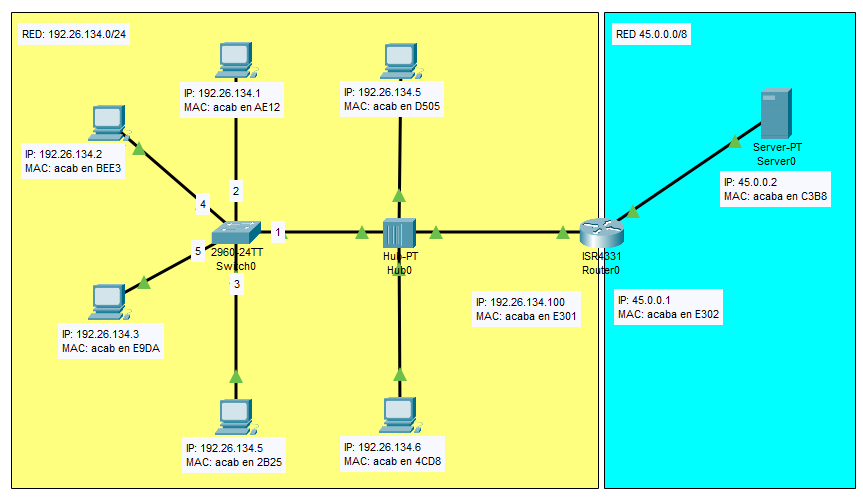 RED: 192.26.134.0/24
RED 45.0.0.0/8
IP: 192.26.134.1
MAC: acab en AE12
IP: 192.26.134.5
MAC: acab en D505
IP: 192.26.134.2
MAC: acab en BEE3
Server-PT
Server0
IP: 45.0.0.2
MAC: acaba en C3B8
2
4
1
5
3
2960-24TT
Switch0
Hub-PT
Hub0
ISR4331
Router0
IP: 192.26.134.100
MAC: acaba en E301
IP: 45.0.0.1
MAC: acaba en E302
IP: 192.26.134.3
MAC: acab en E9DA
IP: 192.26.134.5
MAC: acab en 2B25
IP: 192.26.134.6
MAC: acab en 4CD8